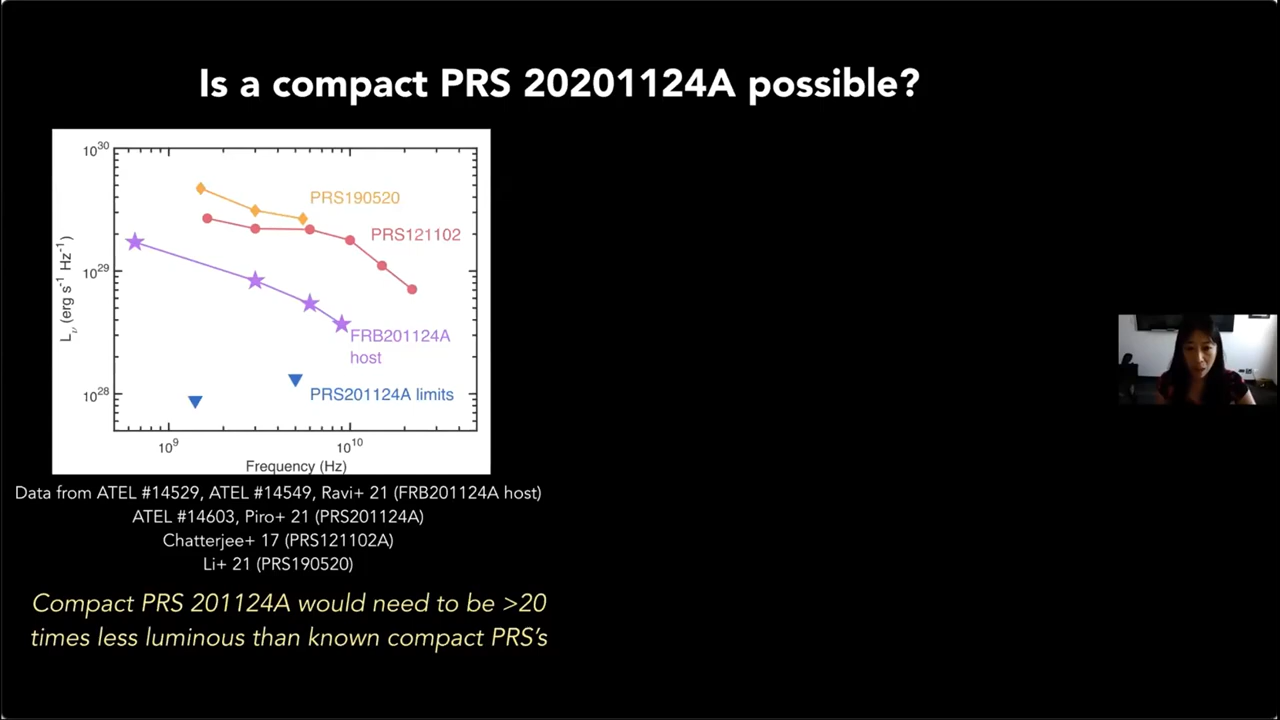 Is a compact PRS 20201124A possible?
10^30
10^29
10^28
L_ν (erg s^-1 Hz^-1)
PRS190520
PRS121102
FRB201124A
host
PRS201124A limits
10^9
10^10
Frequency (Hz)
Data from ATEL #14529, ATEL #14549, Ravi+ 21 (FRB201124A host)
ATEL #14603, Piro+ 21 (PRS201124A)
Chatterjee+ 17 (PRS121102A)
Li+ 21 (PRS190520)
Compact PRS 201124A would need to be >20
times less luminous than known compact PRS's